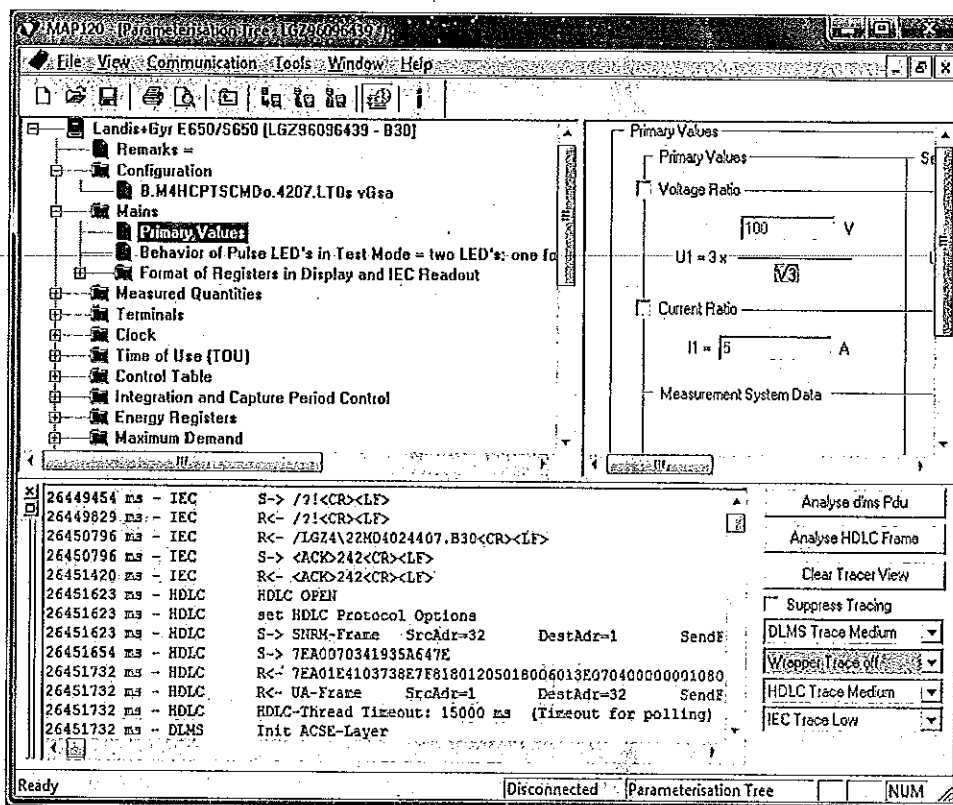 MAP120 - [Parameterisation Tree : LGZ96096439
File View Communication Tools Window Help
Landis+Gyr E650/S650 [LGZ96096439 - B30]
Remarks =
Configuration
B.M4HCPTSCMDo.4207.LT0s vGsa
Mains
Primary Values
Behavior of Pulse LED's in Test Mode = two LED's: one fo
Format of Registers in Display and IEC Readout
Measured Quantities
Terminals
Clock
Time of Use (TOU)
Control Table
Integration and Capture Period Control
Energy Registers
Maximum Demand
Primary Values
Primary Values
Se
Voltage Ratio
100 V
U1 = 3 x
√3
Current Ratio
I1 = 5 A
Measurement System Data
26449454 ms - IEC S-> /?!<CR><LF>
26449829 ms - IEC R<- /?!<CR><LF>
26450796 ms - IEC R<- /LGZ4\22MD4024407.B30<CR><LF>
26450796 ms - IEC S-> <ACK>242<CR><LF>
26451420 ms - IEC R<- <ACK>242<CR><LF>
26451623 ms - HDLC HDLC OPEN
26451623 ms - HDLC set HDLC Protocol Options
26451623 ms - HDLC S-> SNRM-Frame SrcAdr=32 DestAdr=1 SendF
26451654 ms - HDLC S-> 7EA0070341935A647E
26451732 ms - HDLC R<- 7EA01E4103738E7F81801205018006013E070400000001080
26451732 ms - HDLC R<- UA-Frame SrcAdr=1 DestAdr=32 SendF
26451732 ms - HDLC HDLC-Thread Timeout: 15000 ms (Timeout for polling)
26451732 ms - DLMS Init ACSE-Layer
Analyse dlms Pdu
Analyse HDLC Frame
Clear Tracer View
Suppress Tracing
DLMS Trace Medium
Wrapper Trace off
HDLC Trace Medium
IEC Trace Low
Ready Disconnected Parameterisation Tree NUM